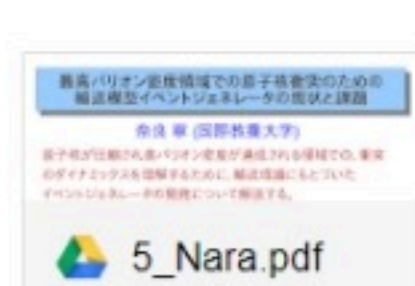 最高バリオン密度領域での原子核衝突のための
輸送模型イベントジェネレータの現状と課題
奈良 寧 (国際教養大学)
原子核が圧縮され高バリオン密度が達成される領域での、衝突
のダイナミックスを理解するために、輸送理論にもとづいた
イベントジェネレータの開発について解説する。
5_Nara.pdf